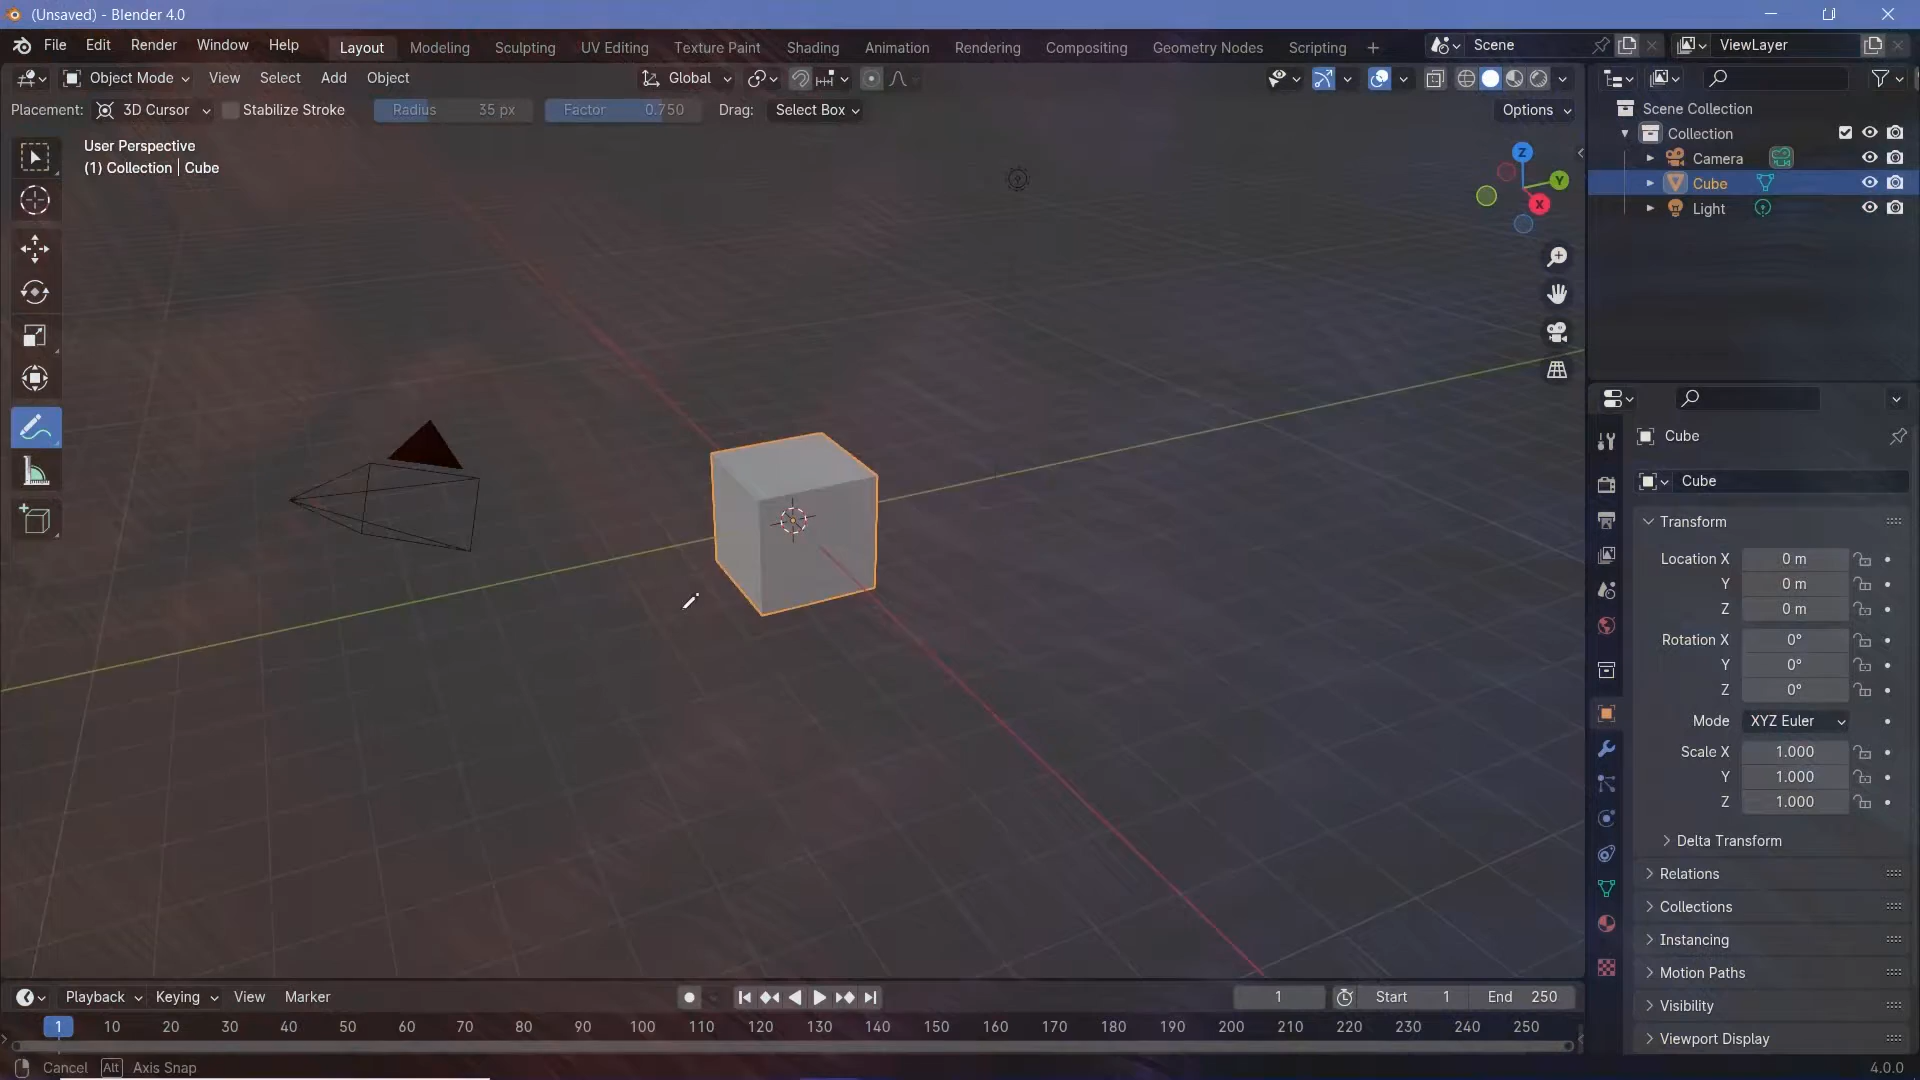 (Unsaved) - Blender 4.0
File Edit Render Window Help Layout Modeling Sculpting UV Editing Texture Paint Shading Animation Rendering Compositing Geometry Nodes Scripting + Scene ViewLayer
Object Mode View Select Add Object Global
Placement: 3D Cursor Stabilize Stroke Radius 35 px Factor 0.750 Drag: Select Box Options
User Perspective
(1) Collection | Cube
Z
Y
X
Scene Collection
Collection
Camera
Cube
Light
Cube
Cube
Transform
Location X 0 m
Y 0 m
Z 0 m
Rotation X 0°
Y 0°
Z 0°
Mode XYZ Euler
Scale X 1.000
Y 1.000
Z 1.000
Delta Transform
Relations
Collections
Instancing
Motion Paths
Visibility
Viewport Display
Playback Keying View Marker 1 Start 1 End 250
1 10 20 30 40 50 60 70 80 90 100 110 120 130 140 150 160 170 180 190 200 210 220 230 240 250
Cancel Alt Axis Snap 4.0.0